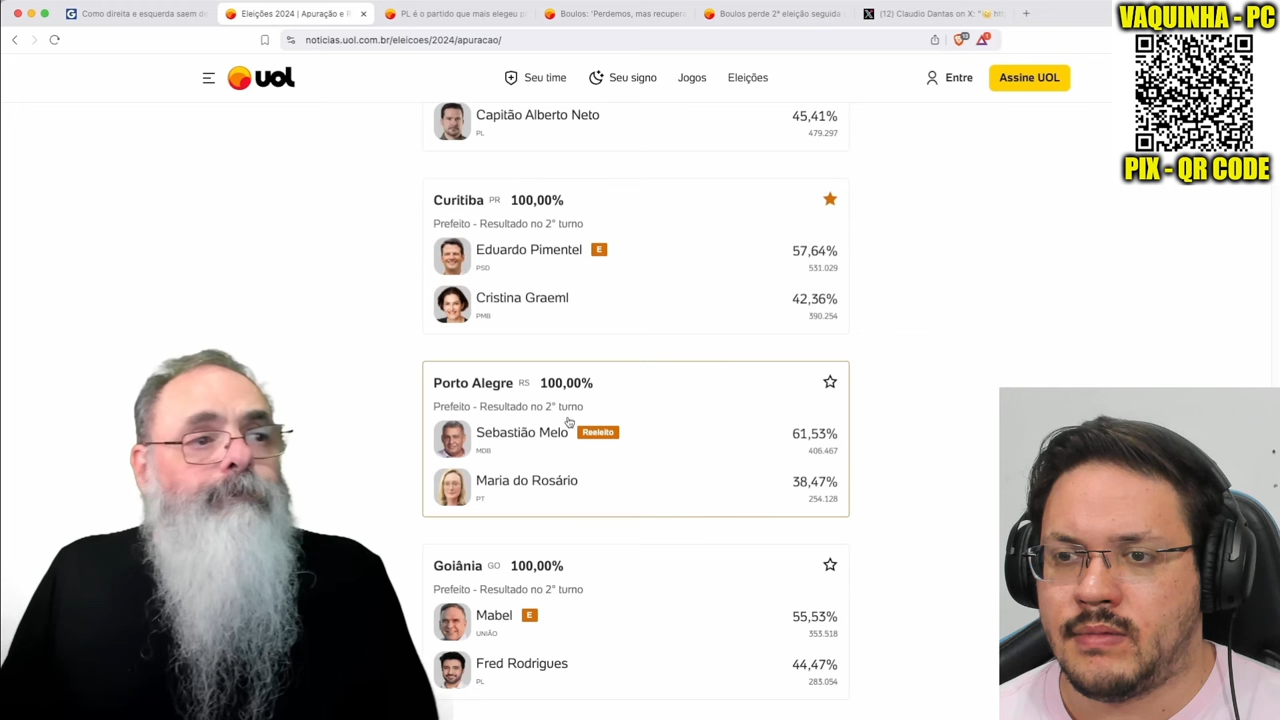 Como direita e esquerda saem d
Eleições 2024 | Apuração e R
PL é o partido que mais elegeu p
Boulos: "Perdemos, mas recupera
Boulos perde 2ª eleição seguida
(12) Claudio Dantas on X: "
noticias.uol.com.br/eleicoes/2024/apuracao/
VAQUINHA - PC
PIX - QR CODE
UOL
Seu time
Seu signo
Jogos
Eleições
Entre
Assine UOL
Capitão Alberto Neto 45,41%
PL 479.297
Curitiba PR 100,00%
Prefeito - Resultado no 2° turno
Eduardo Pimentel E 57,64%
PSD 531.029
Cristina Graeml 42,36%
PMB 390.254
Porto Alegre RS 100,00%
Prefeito - Resultado no 2° turno
Sebastião Melo Reeleito 61,53%
MDB 406.467
Maria do Rosário 38,47%
PT 254.128
Goiânia GO 100,00%
Prefeito - Resultado no 2° turno
Mabel E 55,53%
UNIÃO 353.518
Fred Rodrigues 44,47%
PL 283.054